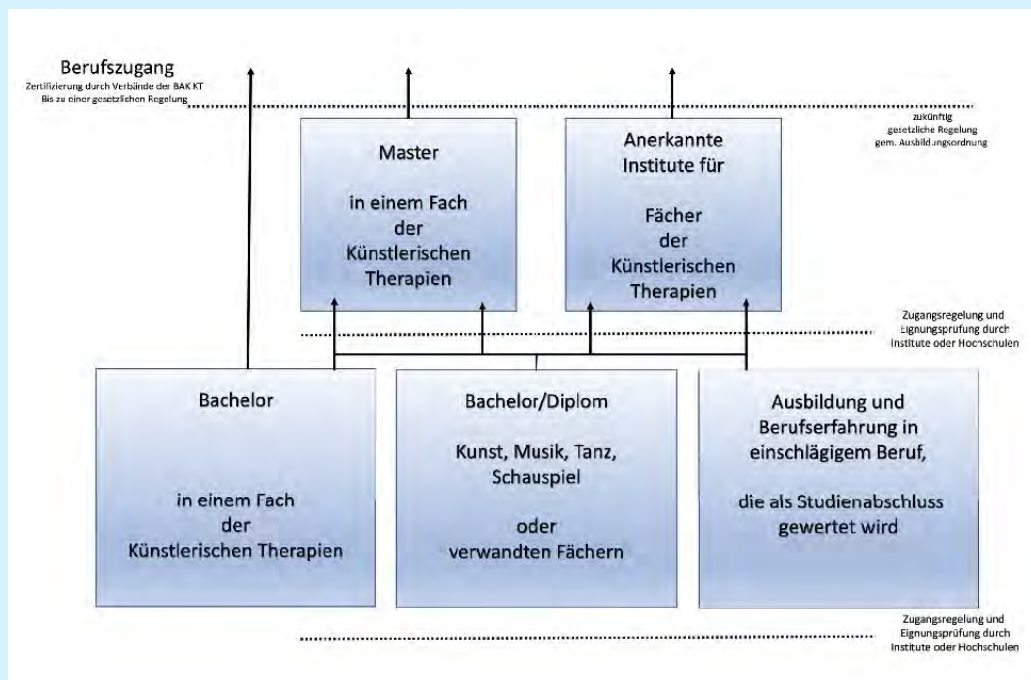 Berufszugang
Zertifizierung durch Verbände der BAK KT
Bis zu einer gesetzlichen Regelung
zukünftig
gesetzliche Regelung
gem. Ausbildungsordnung
Master
in einem Fach
der
Künstlerischen
Therapien
Anerkannte
Institute für
Fächer
der
Künstlerischen
Therapien
Zugangsregelung und
Eignungsprüfung durch
Institute oder Hochschulen
Bachelor
in einem Fach
der
Künstlerischen Therapien
Bachelor/Diplom
Kunst, Musik, Tanz,
Schauspiel
oder
verwandten Fächern
Ausbildung und
Berufserfahrung in
einschlägigem Beruf,
die als Studienabschluss
gewertet wird
Zugangsregelung und
Eignungsprüfung durch
Institute oder Hochschulen